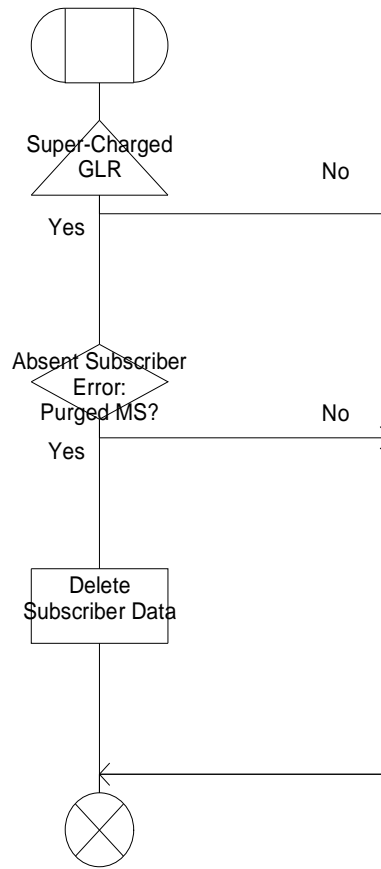 Super-Charged
GLR
No
Yes
Absent Subscriber
Error:
Purged MS?
No
Yes
Delete
Subscriber Data